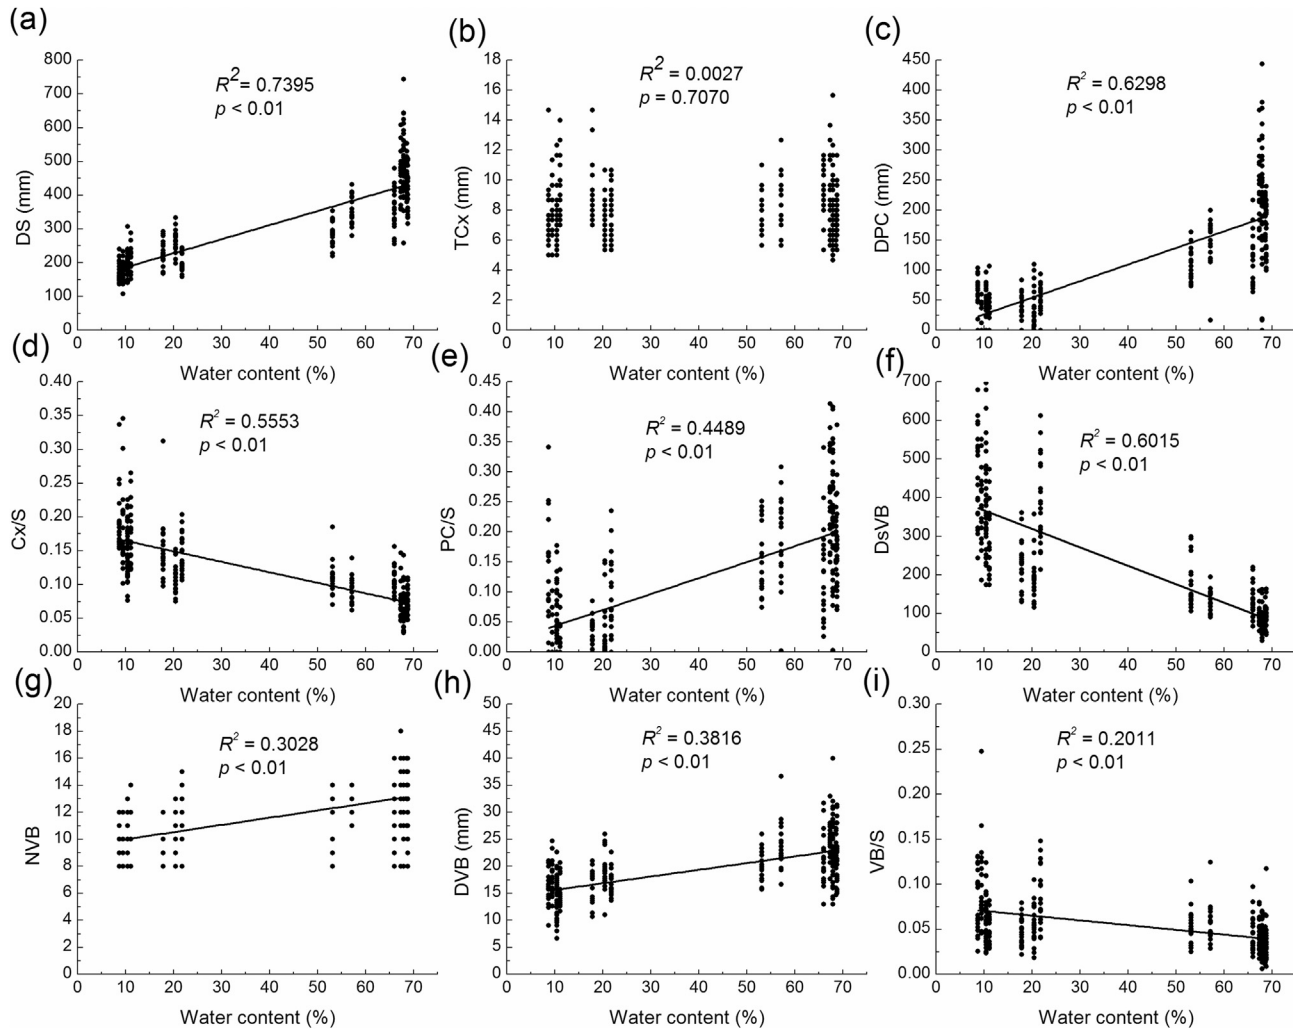 (a)
800
700
600
500
400
300
200
100
0
DS (mm)
R2= 0.7395
p < 0.01
0 10 20 30 40 50 60 70
Water content (%)
(b)
18
16
14
12
10
8
6
4
2
0
TCx (mm)
R2 = 0.0027
p = 0.7070
0 10 20 30 40 50 60 70
Water content (%)
(c)
450
400
350
300
250
200
150
100
50
0
DPC (mm)
R2 = 0.6298
p < 0.01
0 10 20 30 40 50 60 70
Water content (%)
(d)
0.40
0.35
0.30
0.25
0.20
0.15
0.10
0.05
0.00
Cx/S
R2 = 0.5553
p < 0.01
0 10 20 30 40 50 60 70
Water content (%)
(e)
0.45
0.40
0.35
0.30
0.25
0.20
0.15
0.10
0.05
0.00
PC/S
R2 = 0.4489
p < 0.01
0 10 20 30 40 50 60 70
Water content (%)
(f)
700
600
500
400
300
200
100
0
DsVB
R2 = 0.6015
p < 0.01
0 10 20 30 40 50 60 70
Water content (%)
(g)
20
18
16
14
12
10
8
6
4
2
0
NVB
R2 = 0.3028
p < 0.01
0 10 20 30 40 50 60 70
Water content (%)
(h)
50
45
40
35
30
25
20
15
10
5
0
DVB (mm)
R2 = 0.3816
p < 0.01
0 10 20 30 40 50 60 70
Water content (%)
(i)
0.30
0.25
0.20
0.15
0.10
0.05
0.00
VB/S
R2 = 0.2011
p < 0.01
0 10 20 30 40 50 60 70
Water content (%)